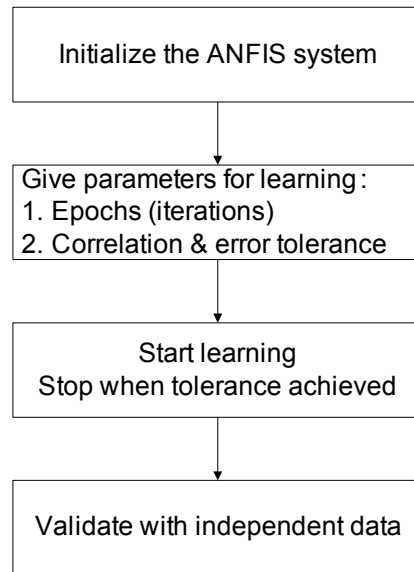 Initialize the ANFIS system
Give parameters for learning :
1. Epochs (iterations)
2. Correlation & error tolerance
Start learning
Stop when tolerance achieved
Validate with independent data